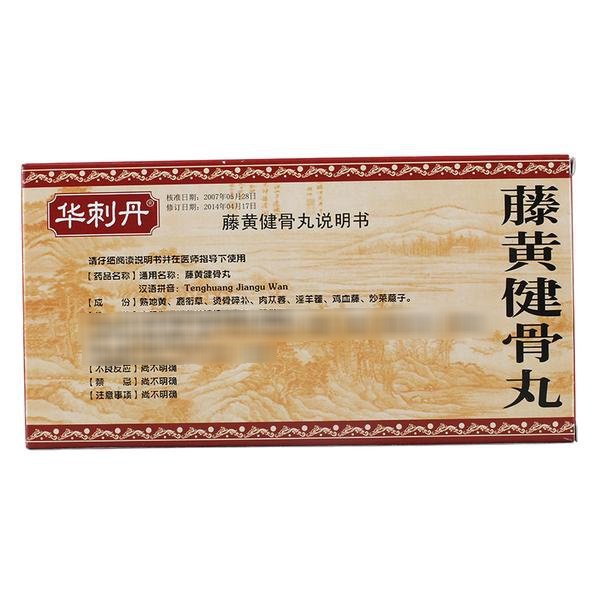 华刺丹®
核准日期：2007年05月28日
修订日期：2014年04月17日
藤黄健骨丸说明书
请仔细阅读说明书并在医师指导下使用
【药品名称】通用名称：藤黄健骨丸
汉语拼音：Tenghuang Jiangu Wan
【成　份】熟地黄、鹿衔草、烫骨碎补、肉苁蓉、淫羊藿、鸡血藤、炒莱菔子。
【不良反应】尚不明确
【禁　忌】尚不明确
【注意事项】尚不明确
藤黄健骨丸